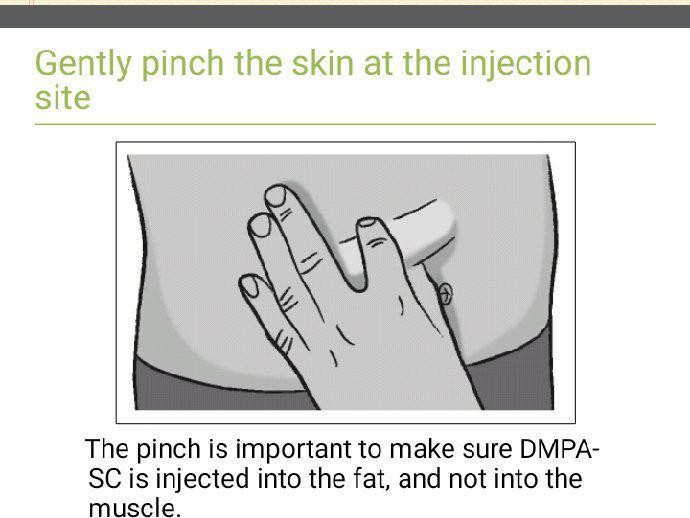 Gently pinch the skin at the injection
site
The pinch is important to make sure DMPA-
SC is injected into the fat, and not into the
muscle.